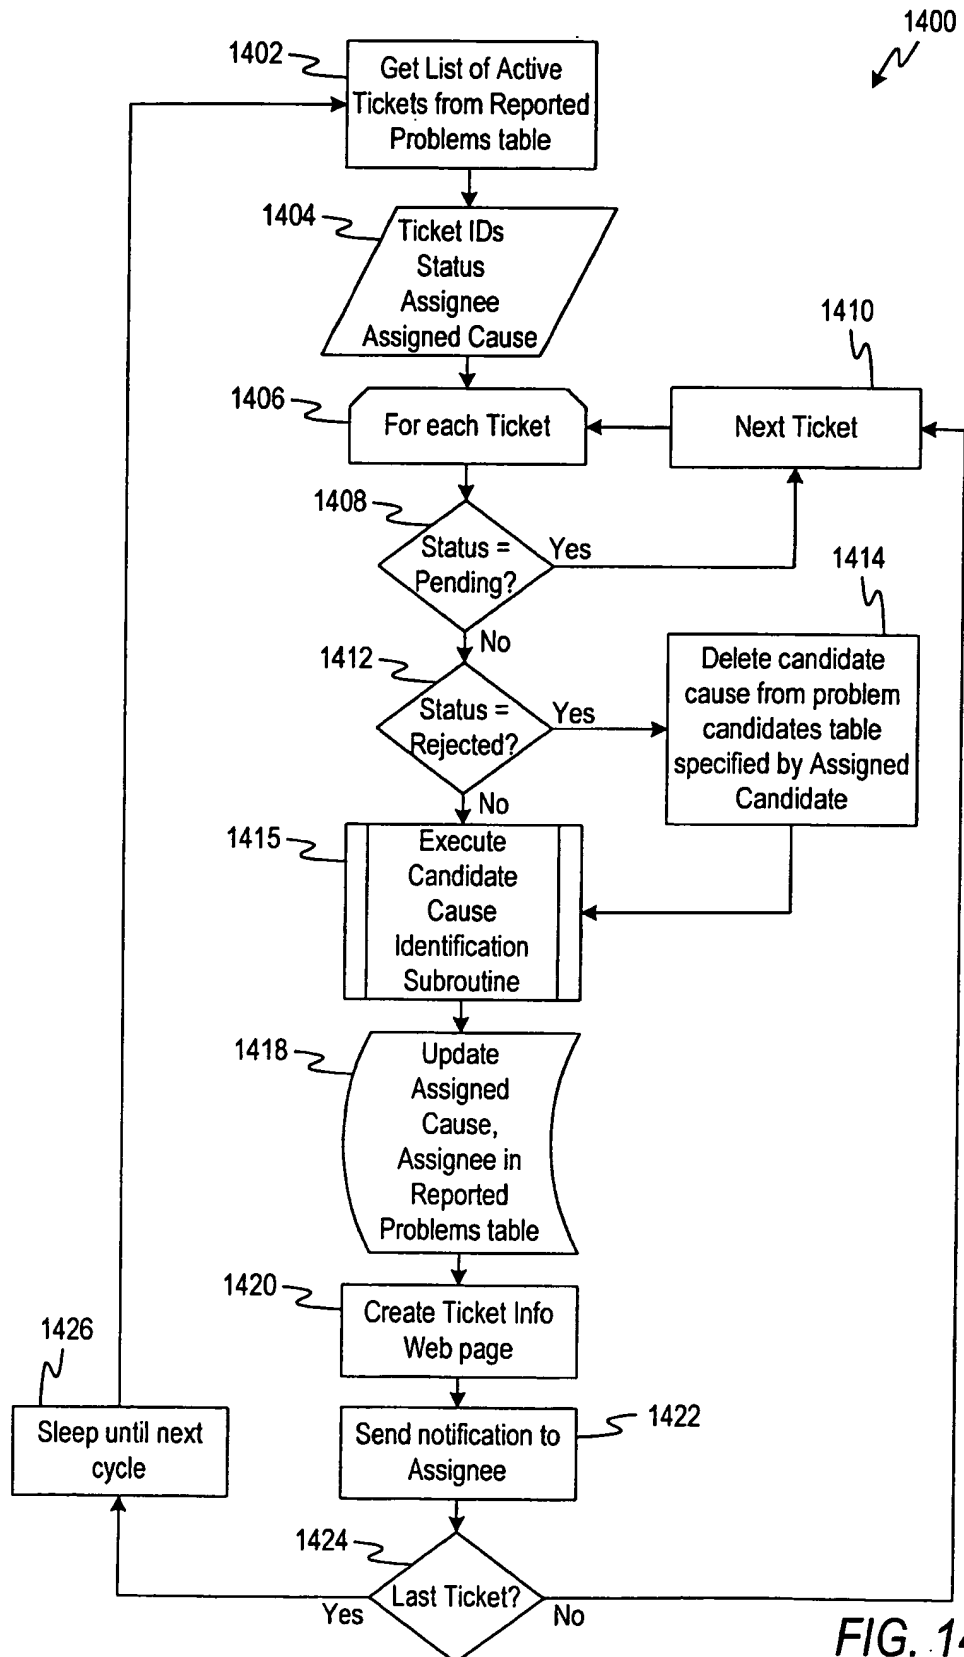 1400
1402
Get List of Active
Tickets from Reported
Problems table
1404
Ticket IDs
Status
Assignee
Assigned Cause
1406
For each Ticket
1410
Next Ticket
1408
Status =
Pending?
Yes
No
1412
Status =
Rejected?
Yes
No
1414
Delete candidate
cause from problem
candidates table
specified by Assigned
Candidate
1415
Execute
Candidate
Cause
Identification
Subroutine
1418
Update
Assigned
Cause,
Assignee in
Reported
Problems table
1420
Create Ticket Info
Web page
1422
Send notification to
Assignee
1424
Last Ticket?
Yes
No
1426
Sleep until next
cycle
FIG. 14